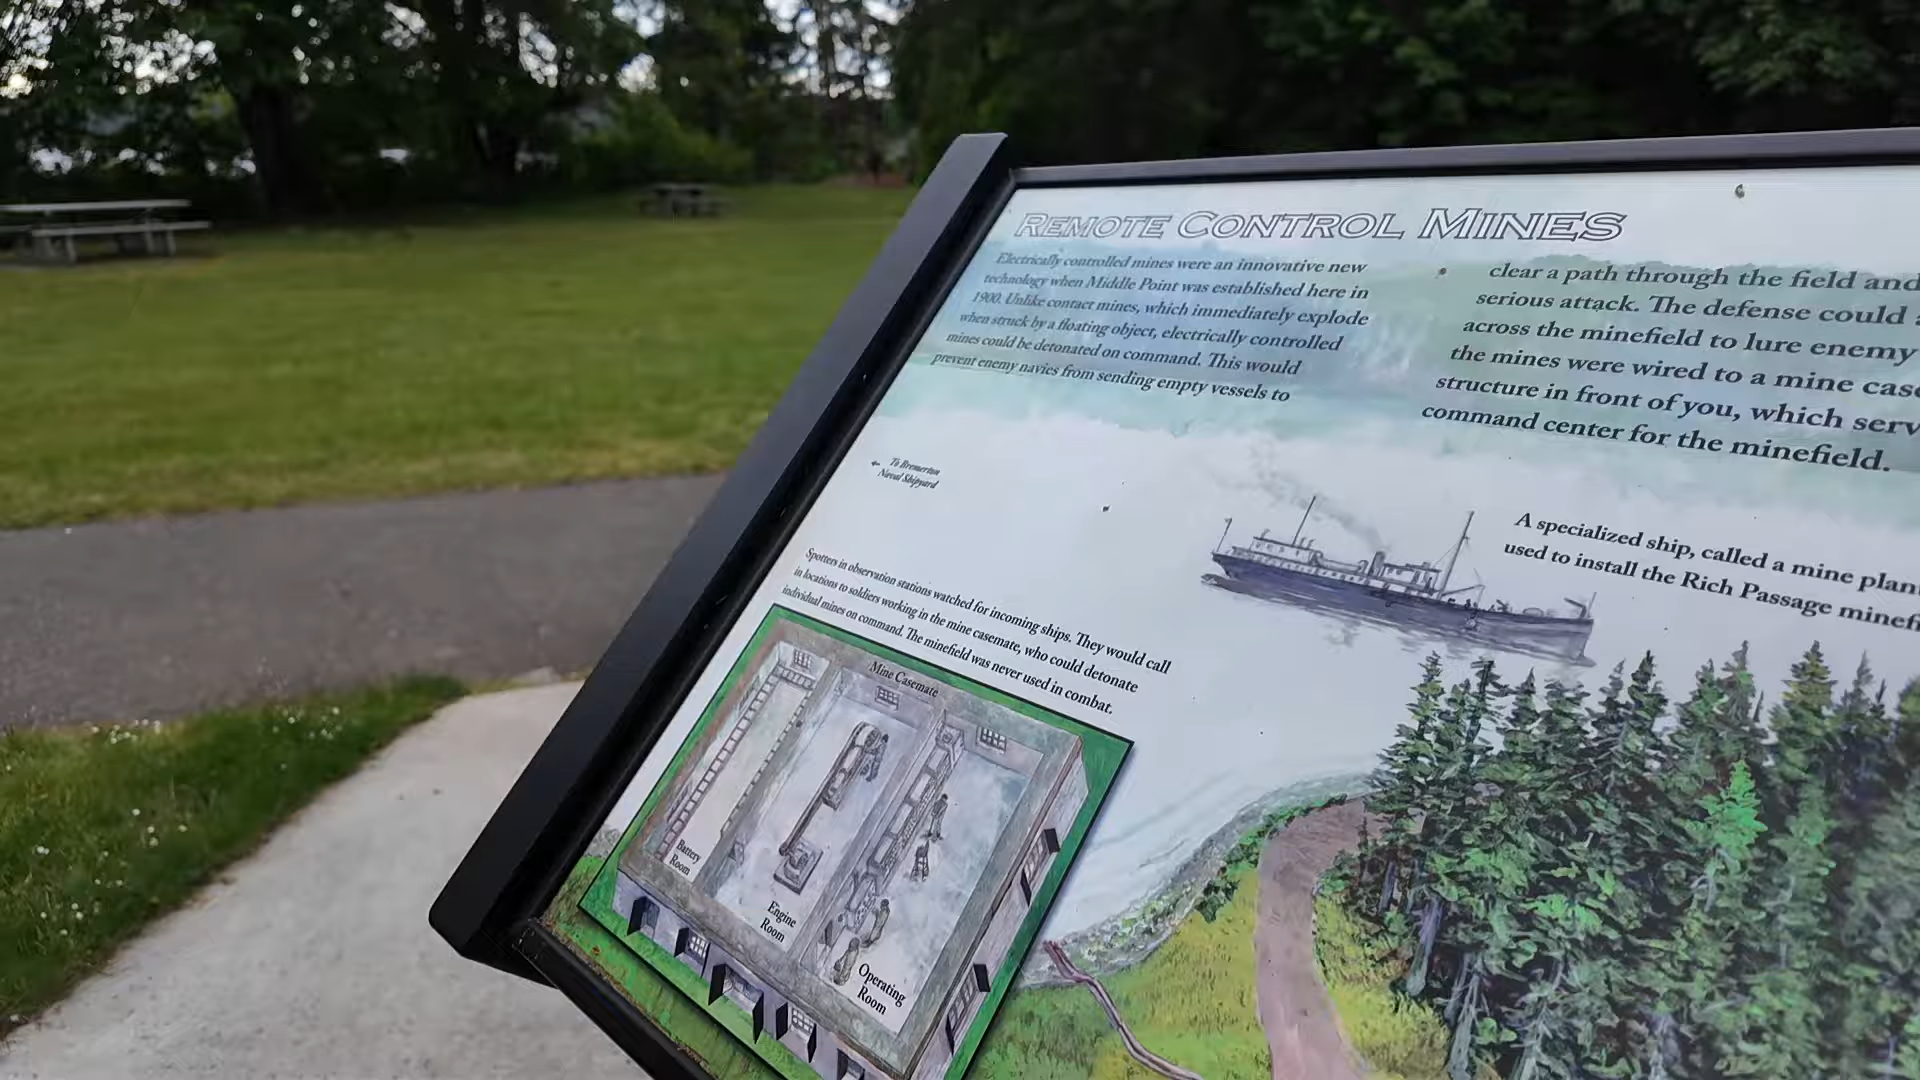 REMOTE CONTROL MINES
Electrically controlled mines were an innovative new
technology when Middle Point was established here in
1900. Unlike contact mines, which immediately explode
when struck by a floating object, electrically controlled
mines could be detonated on command. This would
prevent enemy navies from sending empty vessels to
clear a path through the field and
serious attack. The defense could
across the minefield to lure enemy
the mines were wired to a mine
structure in front of you, which
command center for the minefield.
To Bremerton
Naval Shipyard
A specialized ship, called a mine
used to install the Rich Passage
Spotters in observation stations watched for incoming ships. They would call
in locations to soldiers working in the mine casemate, who could detonate
individual mines on command. The minefield was never used in combat.
Mine Casemate
Battery
Room
Engine
Room
Operating
Room